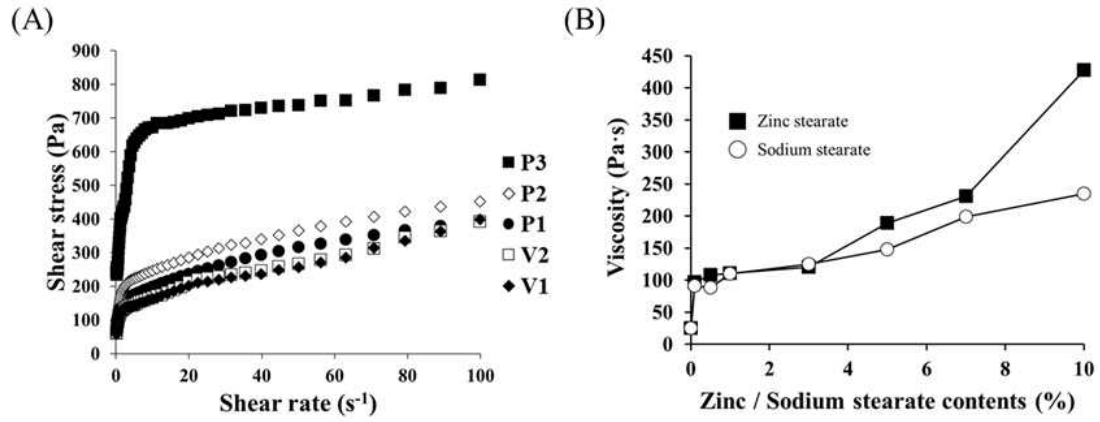 (A)
900
800
700
600
500
400
300
200
100
0
Shear stress (Pa)
0 20 40 60 80 100
Shear rate (s-1)
P3
P2
P1
V2
V1
(B)
450
400
350
300
250
200
150
100
50
0
Viscosity (Pa·s)
Zinc stearate
Sodium stearate
0 2 4 6 8 10
Zinc / Sodium stearate contents (%)